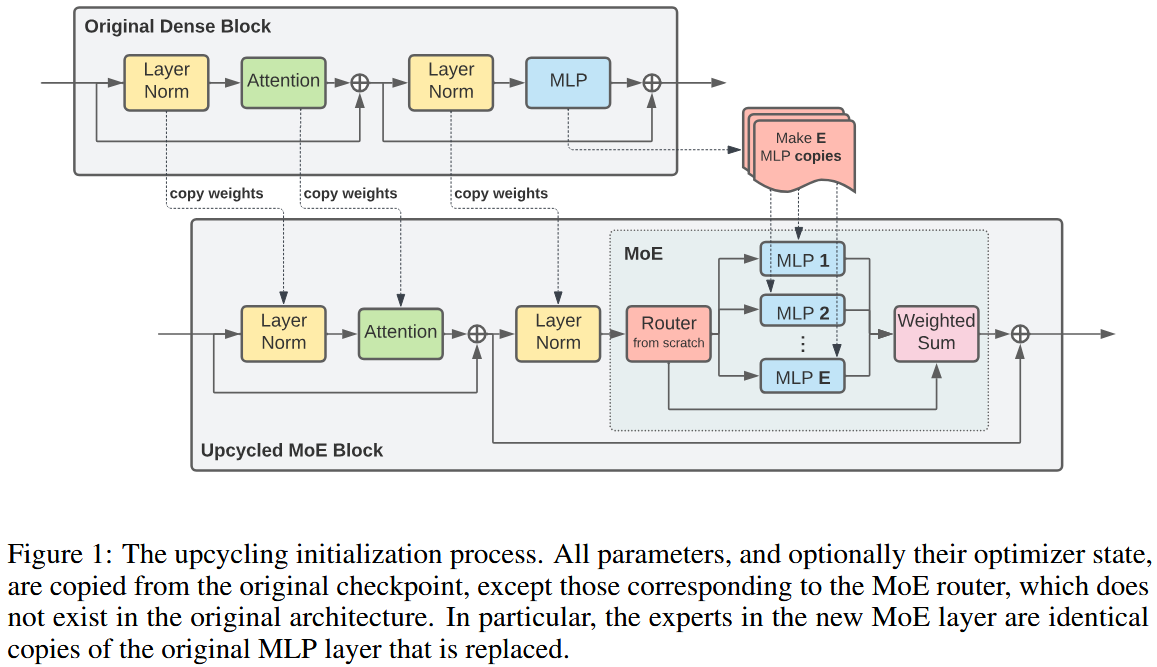 Original Dense Block
Layer
Norm
Attention
Layer
Norm
MLP
Make E
MLP copies
copy weights
copy weights
copy weights
MoE
MLP 1
Layer
Norm
Attention
Layer
Norm
Router
from scratch
MLP 2
Weighted
Sum
MLP E
Upcycled MoE Block
Figure 1: The upcycling initialization process. All parameters, and optionally their optimizer state,
are copied from the original checkpoint, except those corresponding to the MoE router, which does
not exist in the original architecture. In particular, the experts in the new MoE layer are identical
copies of the original MLP layer that is replaced.